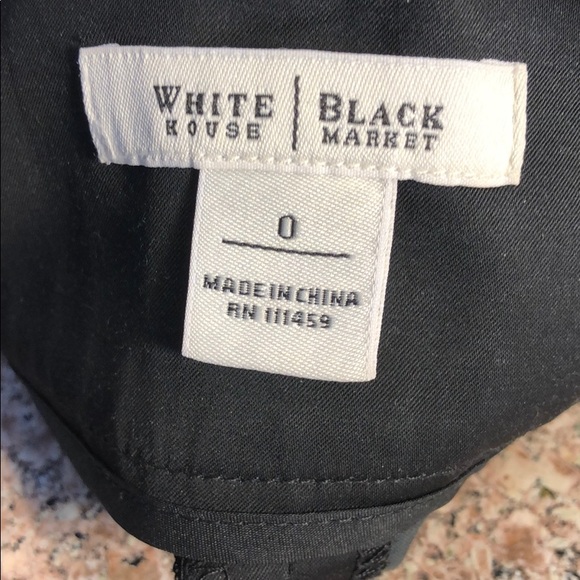 WHITE | BLACK
HOUSE | MARKET
0
MADE IN CHINA
RN 111459